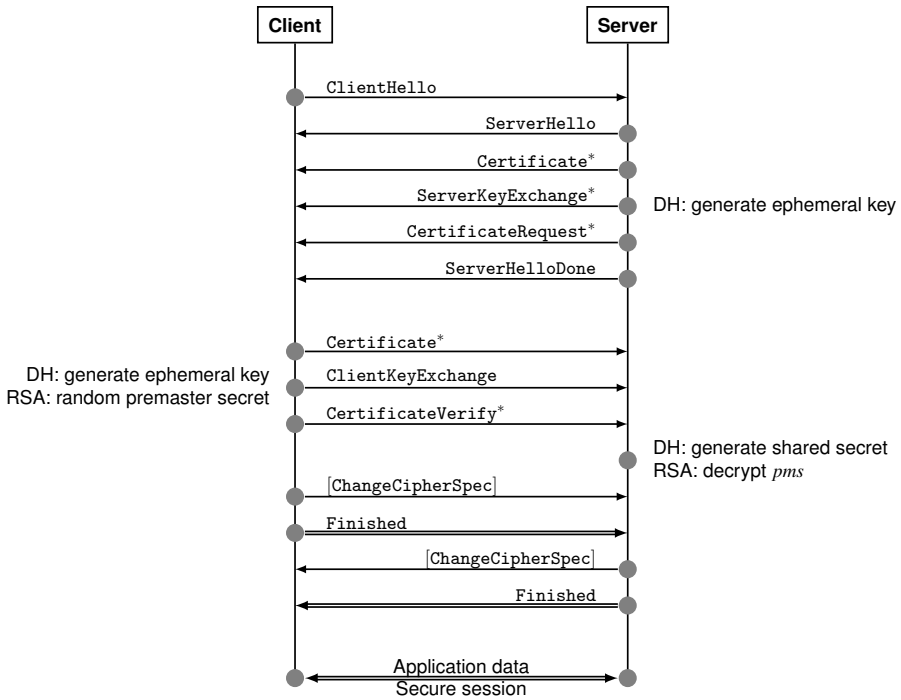 Client
Server
ClientHello
ServerHello
Certificate*
ServerKeyExchange*
DH: generate ephemeral key
CertificateRequest*
ServerHelloDone
Certificate*
DH: generate ephemeral key
RSA: random premaster secret
ClientKeyExchange
CertificateVerify*
DH: generate shared secret
RSA: decrypt pms
[ChangeCipherSpec]
Finished
[ChangeCipherSpec]
Finished
Application data
Secure session